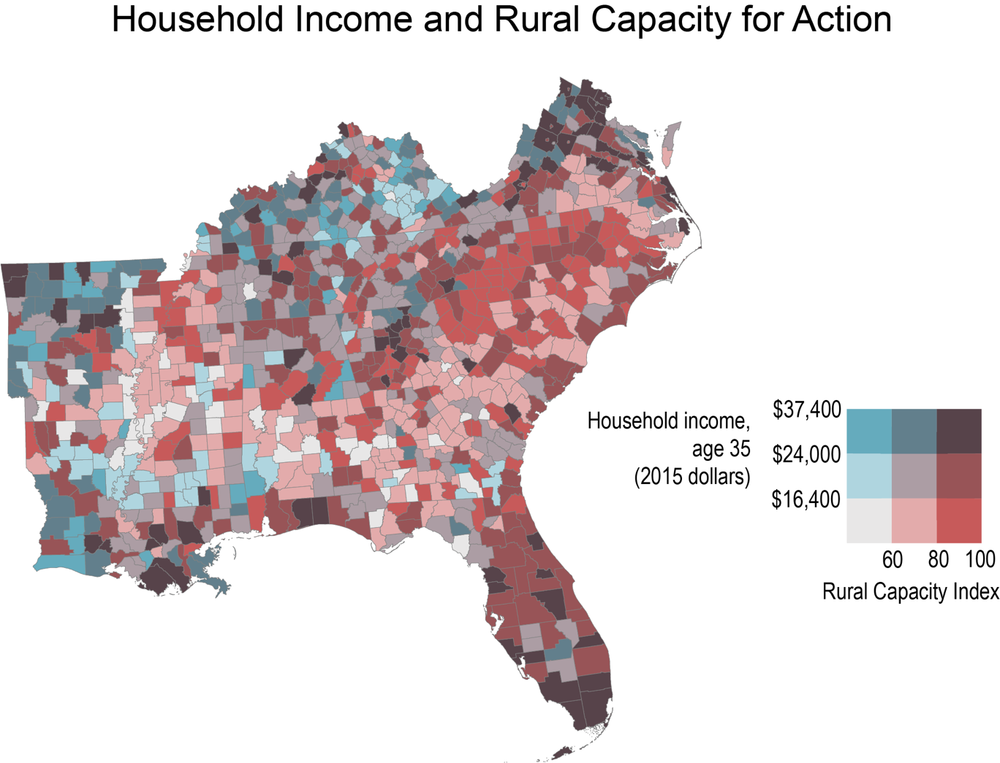 Household Income and Rural Capacity for Action
Household income,
age 35
(2015 dollars)
$37,400
$24,000
$16,400
60 80 100
Rural Capacity Index